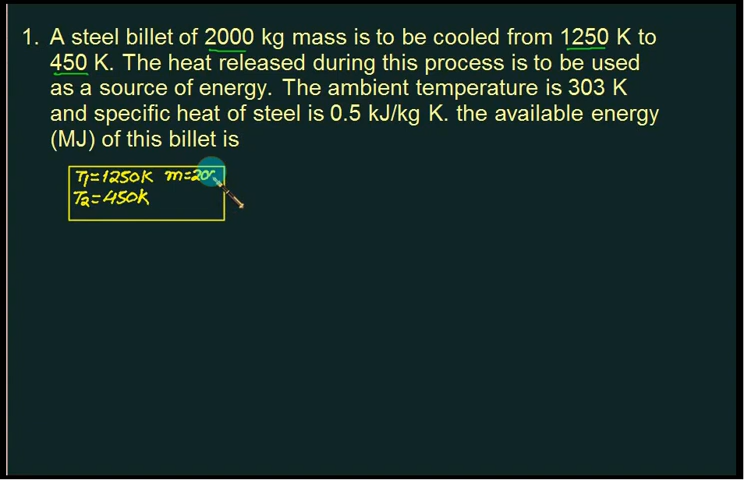 1. A steel billet of 2000 kg mass is to be cooled from 1250 K to
450 K. The heat released during this process is to be used
as a source of energy. The ambient temperature is 303 K
and specific heat of steel is 0.5 kJ/kg K. the available energy
(MJ) of this billet is
T1=1250K m=200
T2=450K